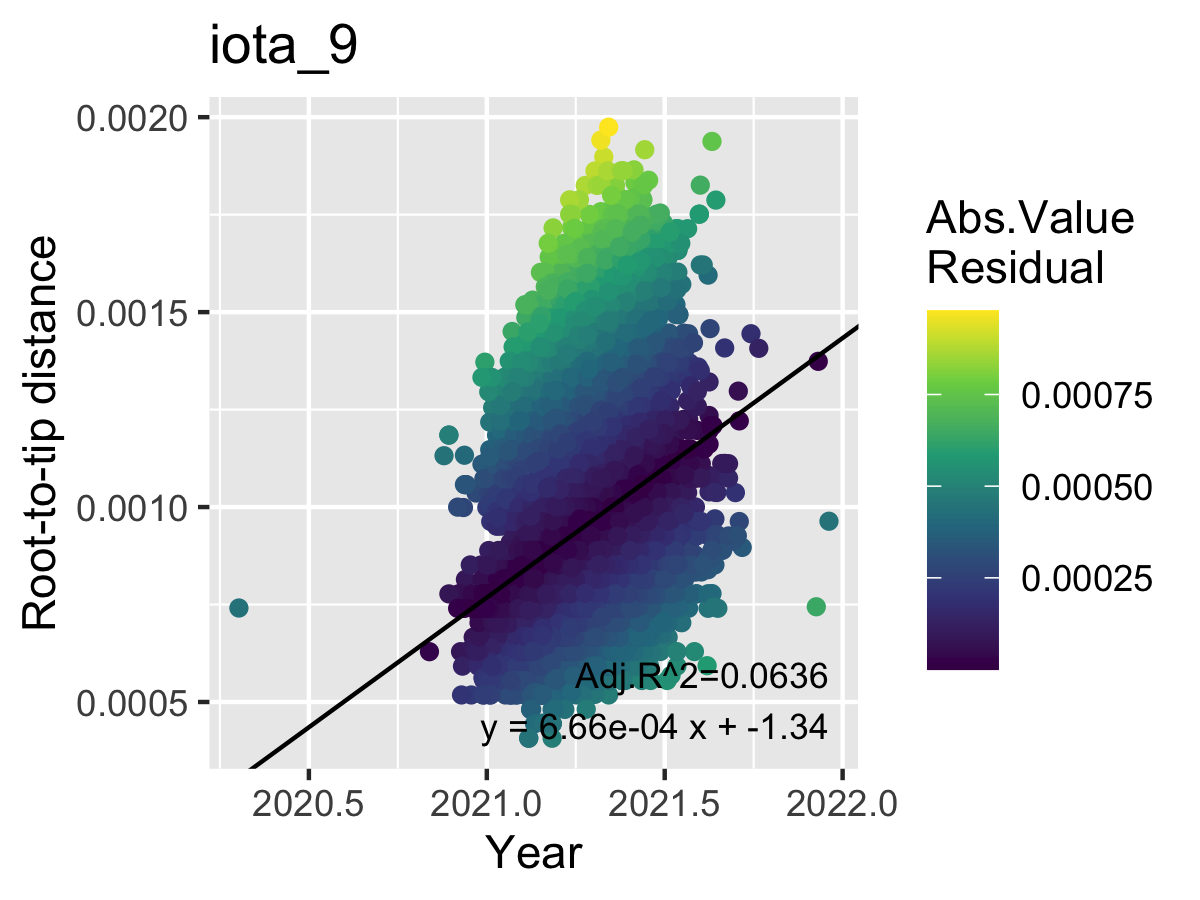 iota_9
0.0020
0.0015
0.0010
0.0005
Root-to-tip distance
Adj.R^2=0.0636
y = 6.66e-04 x + -1.34
2020.5 2021.0 2021.5 2022.0
Year
Abs.Value
Residual
0.00075
0.00050
0.00025